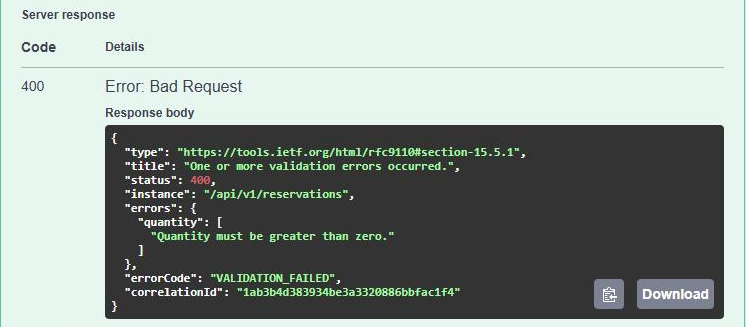 Server response
Code Details
400 Error: Bad Request
Response body
{
  "type": "https://tools.ietf.org/html/rfc9110#section-15.5.1",
  "title": "One or more validation errors occurred.",
  "status": 400,
  "instance": "/api/v1/reservations",
  "errors": {
    "quantity": [
      "Quantity must be greater than zero."
    ]
  },
  "errorCode": "VALIDATION_FAILED",
  "correlationId": "1ab3b4d383934be3a3320886bbfac1f4"
}
Download